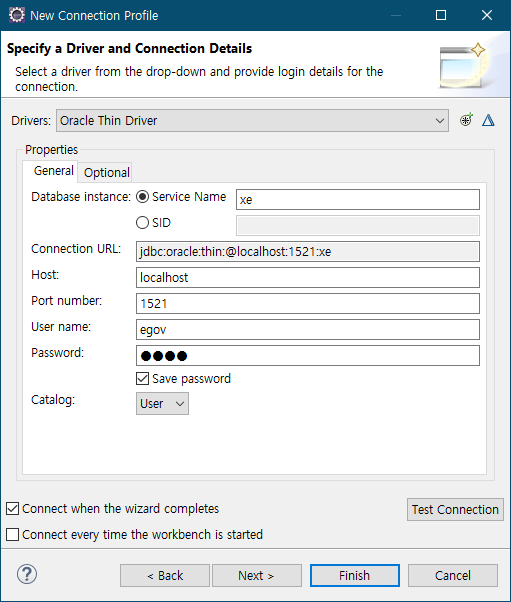 New Connection Profile
Specify a Driver and Connection Details
Select a driver from the drop-down and provide login details for the
connection.
Drivers: Oracle Thin Driver
Properties
General Optional
Database instance: Service Name xe
SID
Connection URL: jdbc:oracle:thin:@localhost:1521:xe
Host: localhost
Port number: 1521
User name: egov
Password: ●●●●
Save password
Catalog: User
Connect when the wizard completes
Test Connection
Connect every time the workbench is started
? < Back Next > Finish Cancel